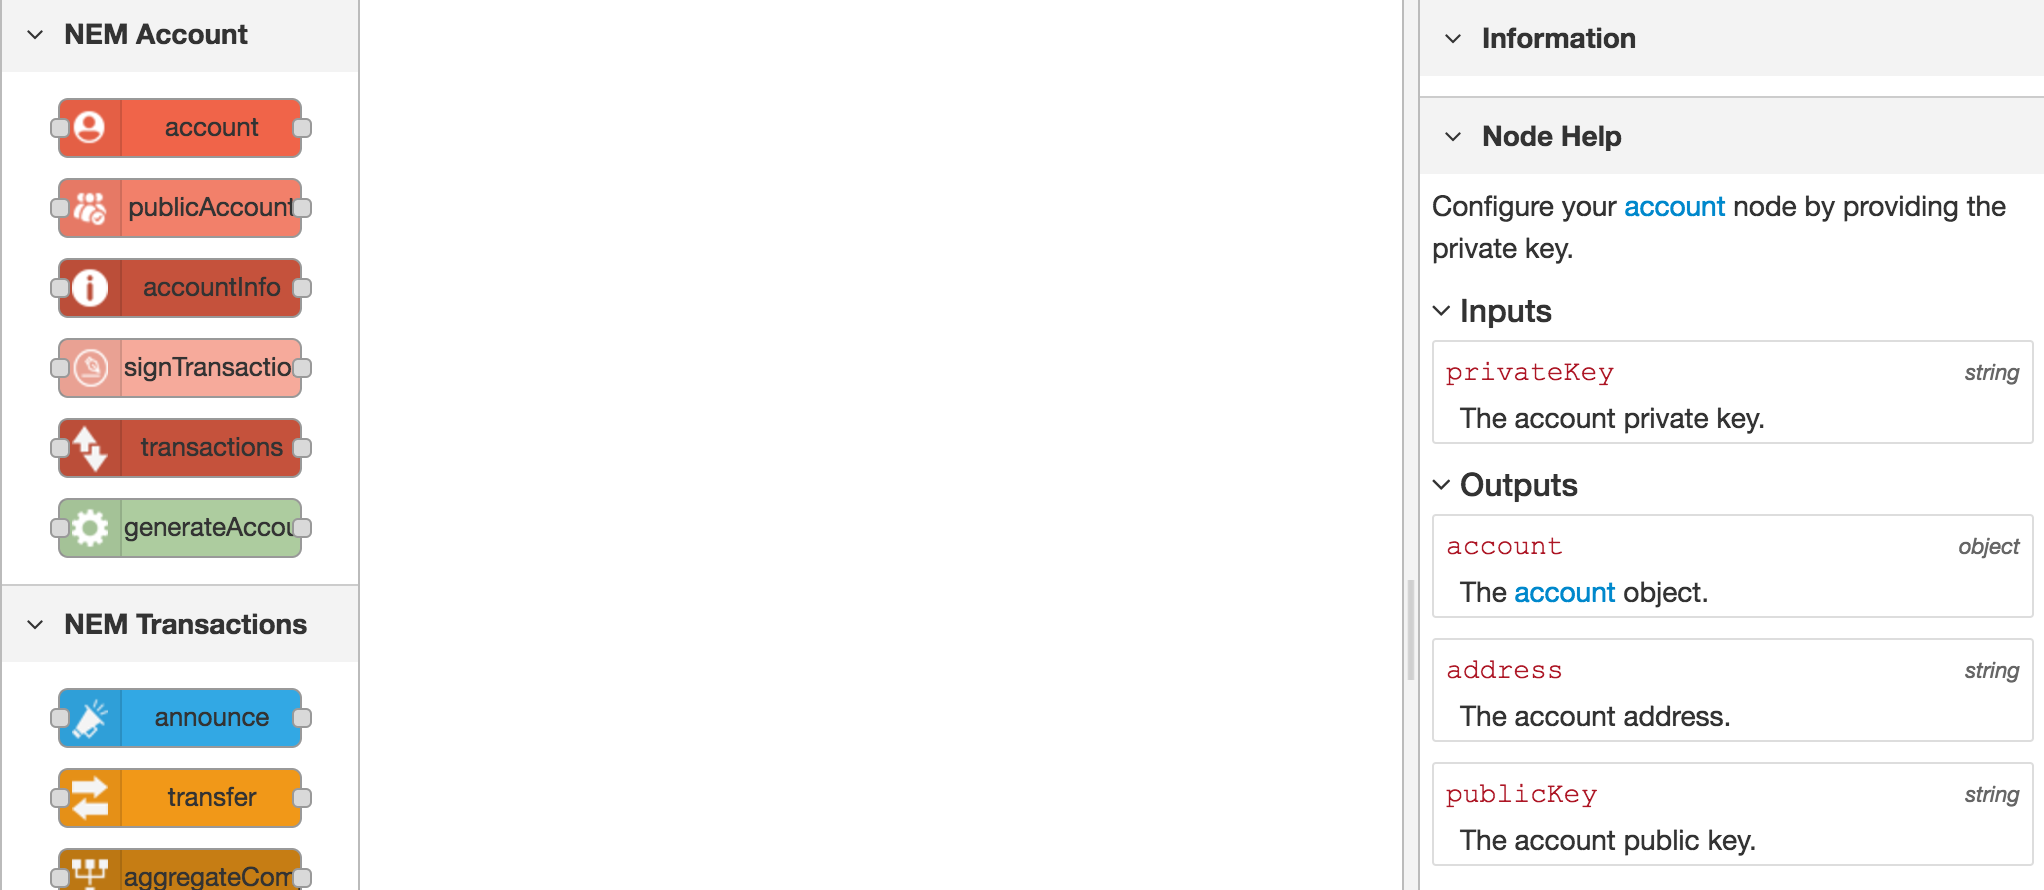 NEM Account
account
publicAccount
accountInfo
signTransactio
transactions
generateAccou
NEM Transactions
announce
transfer
aggregateCom
Information
Node Help
Configure your account node by providing the
private key.
Inputs
privateKey string
The account private key.
Outputs
account object
The account object.
address string
The account address.
publicKey string
The account public key.